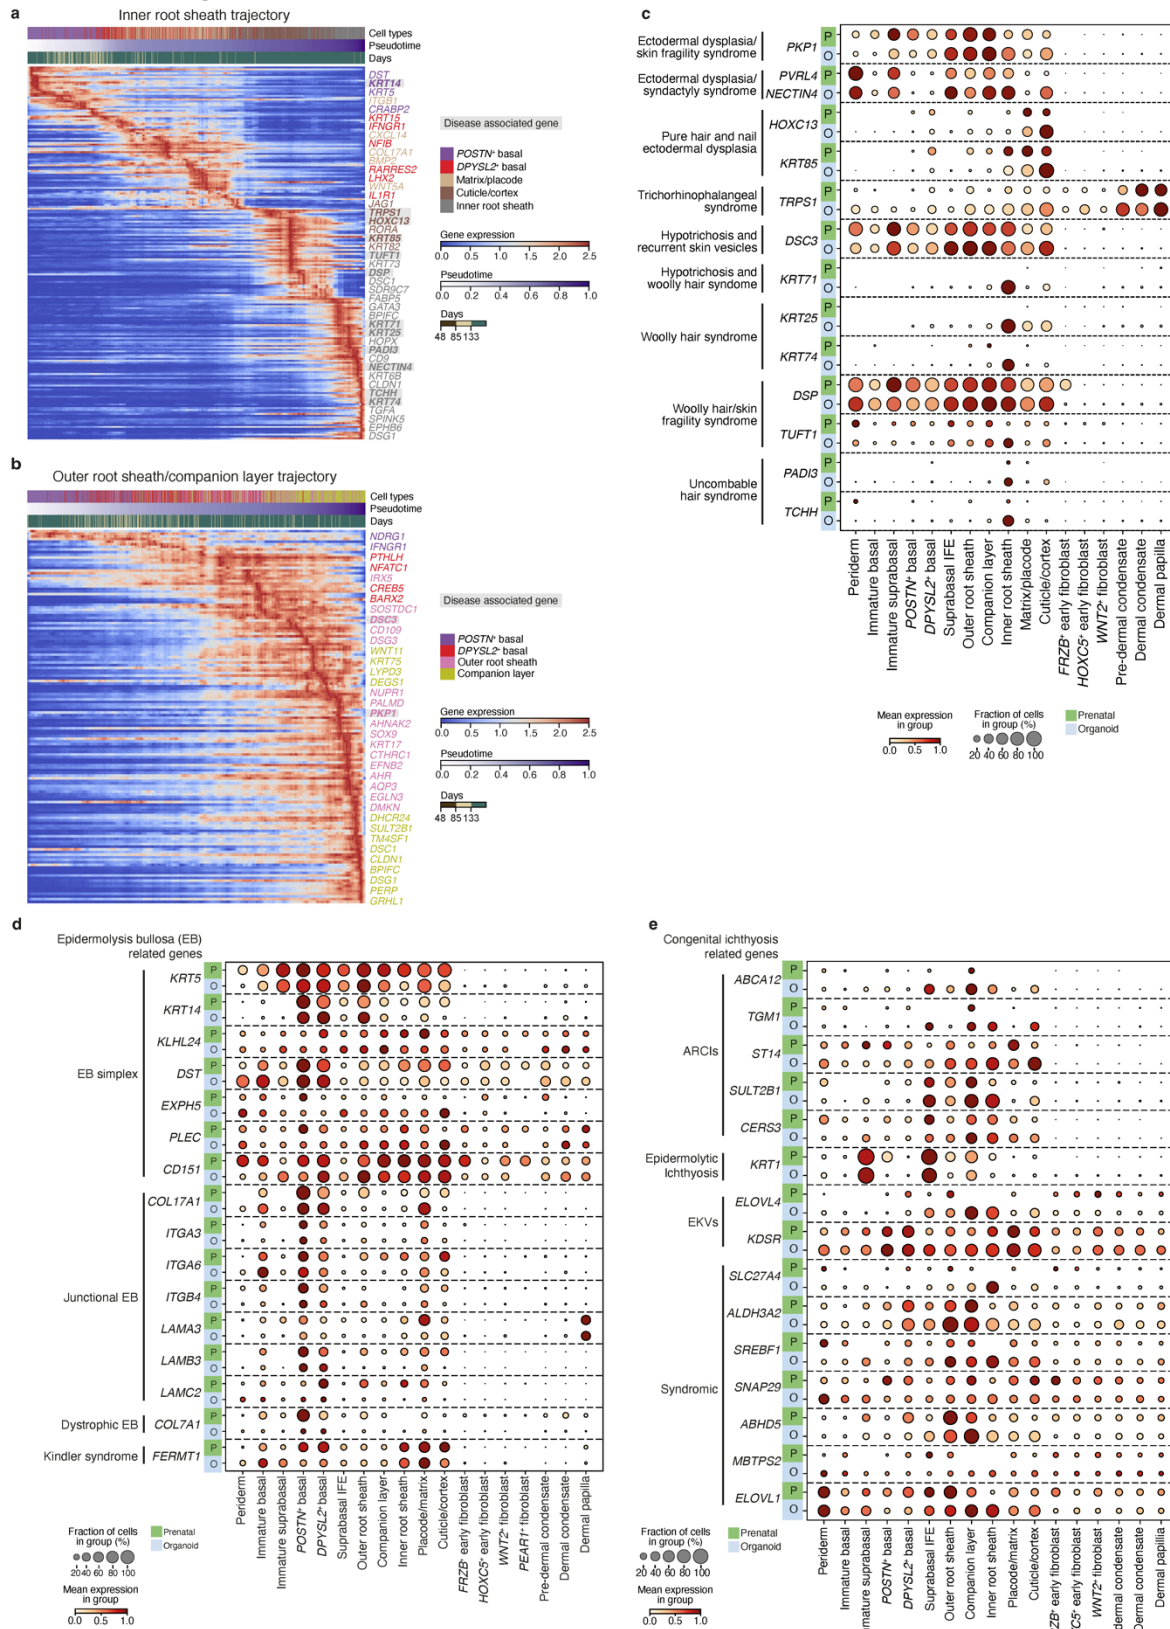 a
Inner root sheath trajectory
Cell types
Pseudotime
Days
DST
KRT14
KRT5
ITGB1
CRABP2
KRT15
IFNGR1
CXCL14
NFIB
COL17A1
BMP2
RARRES2
LHX2
WNT5A
IL1R1
JAG1
TRPS1
HOXC13
RORA
KRT85
KRT82
TUFT1
KRT73
DSP
DSC1
SDR9C7
FABP5
GATA3
BPIFC
KRT71
KRT25
HOPX
PADI3
CD9
NECTIN4
KRT6B
CLDN1
TCHH
KRT74
TGFA
SPINK5
EPHB6
DSG1
Disease associated gene
POSTN+ basal
DPYSL2+ basal
Matrix/placode
Cuticle/cortex
Inner root sheath
Gene expression
0.0 0.5 1.0 1.5 2.0 2.5
Pseudotime
0.0 0.2 0.4 0.6 0.8 1.0
Days
48 85 133
b
Outer root sheath/companion layer trajectory
Cell types
Pseudotime
Days
NDRG1
IFNGR1
PTHLH
NFATC1
IRX5
CREB5
BARX2
SOSTDC1
DSC3
CD109
DSG3
WNT11
KRT75
LYPD3
DEGS1
NUPR1
PALMD
PKP1
AHNAK2
SOX9
KRT17
CTHRC1
EFNB2
AHR
AQP3
EGLN3
DMKN
DHCR24
SULT2B1
TM4SF1
DSC1
CLDN1
BPIFC
DSG1
PERP
GRHL1
Disease associated gene
POSTN+ basal
DPYSL2+ basal
Outer root sheath
Companion layer
Gene expression
0.0 0.5 1.0 1.5 2.0 2.5
Pseudotime
0.0 0.2 0.4 0.6 0.8 1.0
Days
48 85 133
c
Ectodermal dysplasia/
skin fragility syndrome
PKP1
P
O
Ectodermal dysplasia/
syndactyly syndrome
PVRL4
NECTIN4
P
O
Pure hair and nail
ectodermal dysplasia
HOXC13
P
O
KRT85
P
O
Trichorhinophalangeal
syndrome
TRPS1
P
O
Hypotrichosis and
recurrent skin vesicles
DSC3
P
O
Hypotrichosis and
woolly hair syndome
KRT71
P
O
Woolly hair syndrome
KRT25
P
O
KRT74
P
O
Woolly hair/skin
fragility syndrome
DSP
P
O
TUFT1
P
O
Uncombable
hair syndrome
PADI3
P
O
TCHH
P
O
Periderm
Immature basax
Immature suprabasal
POSTN+ basal
DPYSL2+ basal
Suprabasal IFE
Outer root sheath
Companion layer
Inner root sheath
Matrix/placode
Cuticle/cortex
FRZB+ early fibroblast
HOXC5+ early fibroblast
WNT2+ fibroblast
Pre-dermal condensate
Dermal condensate
Dermal papilla
Mean expression
in group
0.0 0.5 1.0
Fraction of cells
in group (%)
20 40 60 80 100
Prenatal
Organoid
d
Epidermolysis bullosa (EB)
related genes
EB simplex
KRT5
P
O
KRT14
P
O
KLHL24
P
O
DST
P
O
EXPH5
P
O
PLEC
P
O
CD151
P
O
Junctional EB
COL17A1
P
O
ITGA3
P
O
ITGA6
P
O
ITGB4
P
O
LAMA3
P
O
LAMB3
P
O
LAMC2
P
O
Dystrophic EB
COL7A1
P
O
Kindler syndrome
FERMT1
P
O
Periderm
Immature basal
Immature suprabasal
POSTN+ basal
DPYSL2+ basal
Suprabasal IFE
Outer root sheath
Companion layer
Inner root sheath
Placode/matrix
Cuticle/cortex
FRZB+ early fibroblast
HOXC5+ early fibroblast
WNT2+ fibroblast
PEAR1+ fibroblast
Pre-dermal condensate
Dermal condensate
Dermal papilla
Fraction of cells
in group (%)
20 40 60 80 100
Prenatal
Organoid
Mean expression
in group
0.0 1.0
e
Congenital ichthyosis
related genes
ARCIs
ABCA12
P
O
TGM1
P
O
ST14
P
O
SULT2B1
P
O
CERS3
P
O
Epidermolytic
Ichthyosis
KRT1
P
O
EKVs
ELOVL4
P
O
KDSR
P
O
Syndromic
SLC27A4
P
O
ALDH3A2
P
O
SREBF1
P
O
SNAP29
P
O
ABHD5
P
O
MBTPS2
P
O
ELOVL1
P
O
Periderm
Immature basal
mmature suprabasal
POSTN+ basal
DPYSL2+ basal
Suprabasal IFE
Outer root sheath
Companion layer
Inner root sheath
Placode/matrix
Cuticle/cortex
ZB+ early fibroblast
C5+ early fibroblast
WNT2+ fibroblast
dermal condensate
Dermal condensate
Dermal papilla
Fraction of cells
in group (%)
20 40 60 80 100
Prenatal
Organoid
Mean expression
in group
0.0 1.0